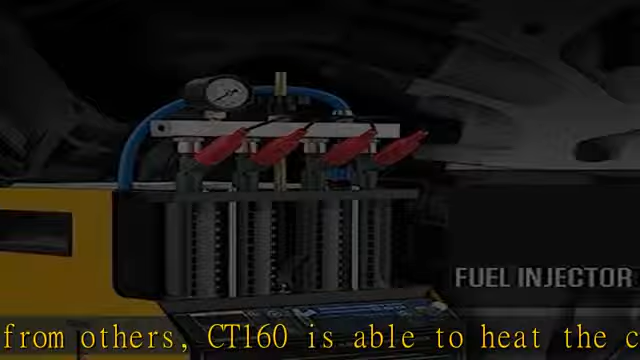 FUEL INJECTOR
from others, CT160 is able to heat the c